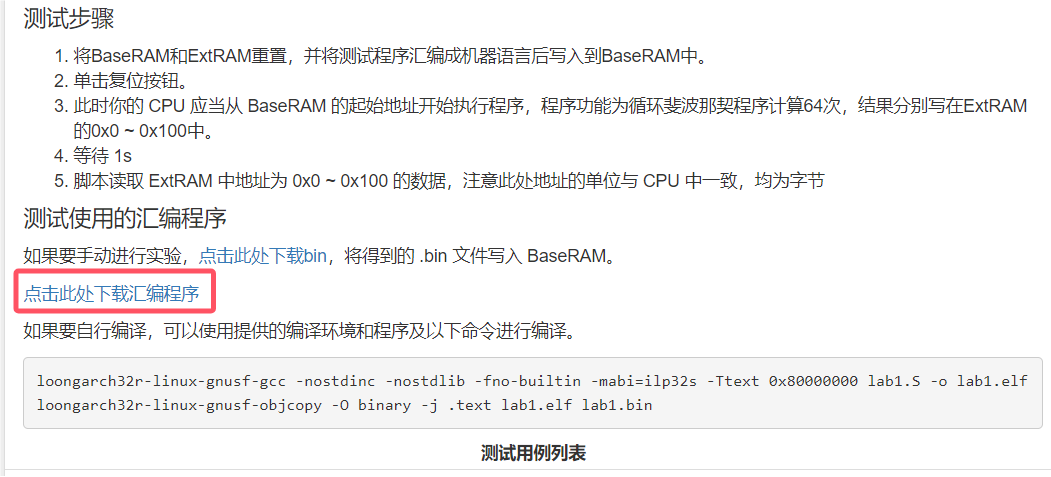 测试步骤
1. 将BaseRAM和ExtRAM重置，并将测试程序汇编成机器语言后写入到BaseRAM中。
2. 单击复位按钮。
3. 此时你的 CPU 应当从 BaseRAM 的起始地址开始执行程序，程序功能为循环斐波那契程序计算64次，结果分别写在ExtRAM
的0x0 ~ 0x100中。
4. 等待 1s
5. 脚本读取 ExtRAM 中地址为 0x0 ~ 0x100 的数据，注意此处地址的单位与 CPU 中一致，均为字节
测试使用的汇编程序
如果要手动进行实验，点击此处下载bin，将得到的 .bin 文件写入 BaseRAM。
点击此处下载汇编程序
如果要自行编译，可以使用提供的编译环境和程序及以下命令进行编译。
loongarch32r-linux-gnusf-gcc -nostdinc -nostdlib -fno-builtin -mabi=ilp32s -Ttext 0x80000000 lab1.S -o lab1.elf
loongarch32r-linux-gnusf-objcopy -O binary -j .text lab1.elf lab1.bin
测试用例列表